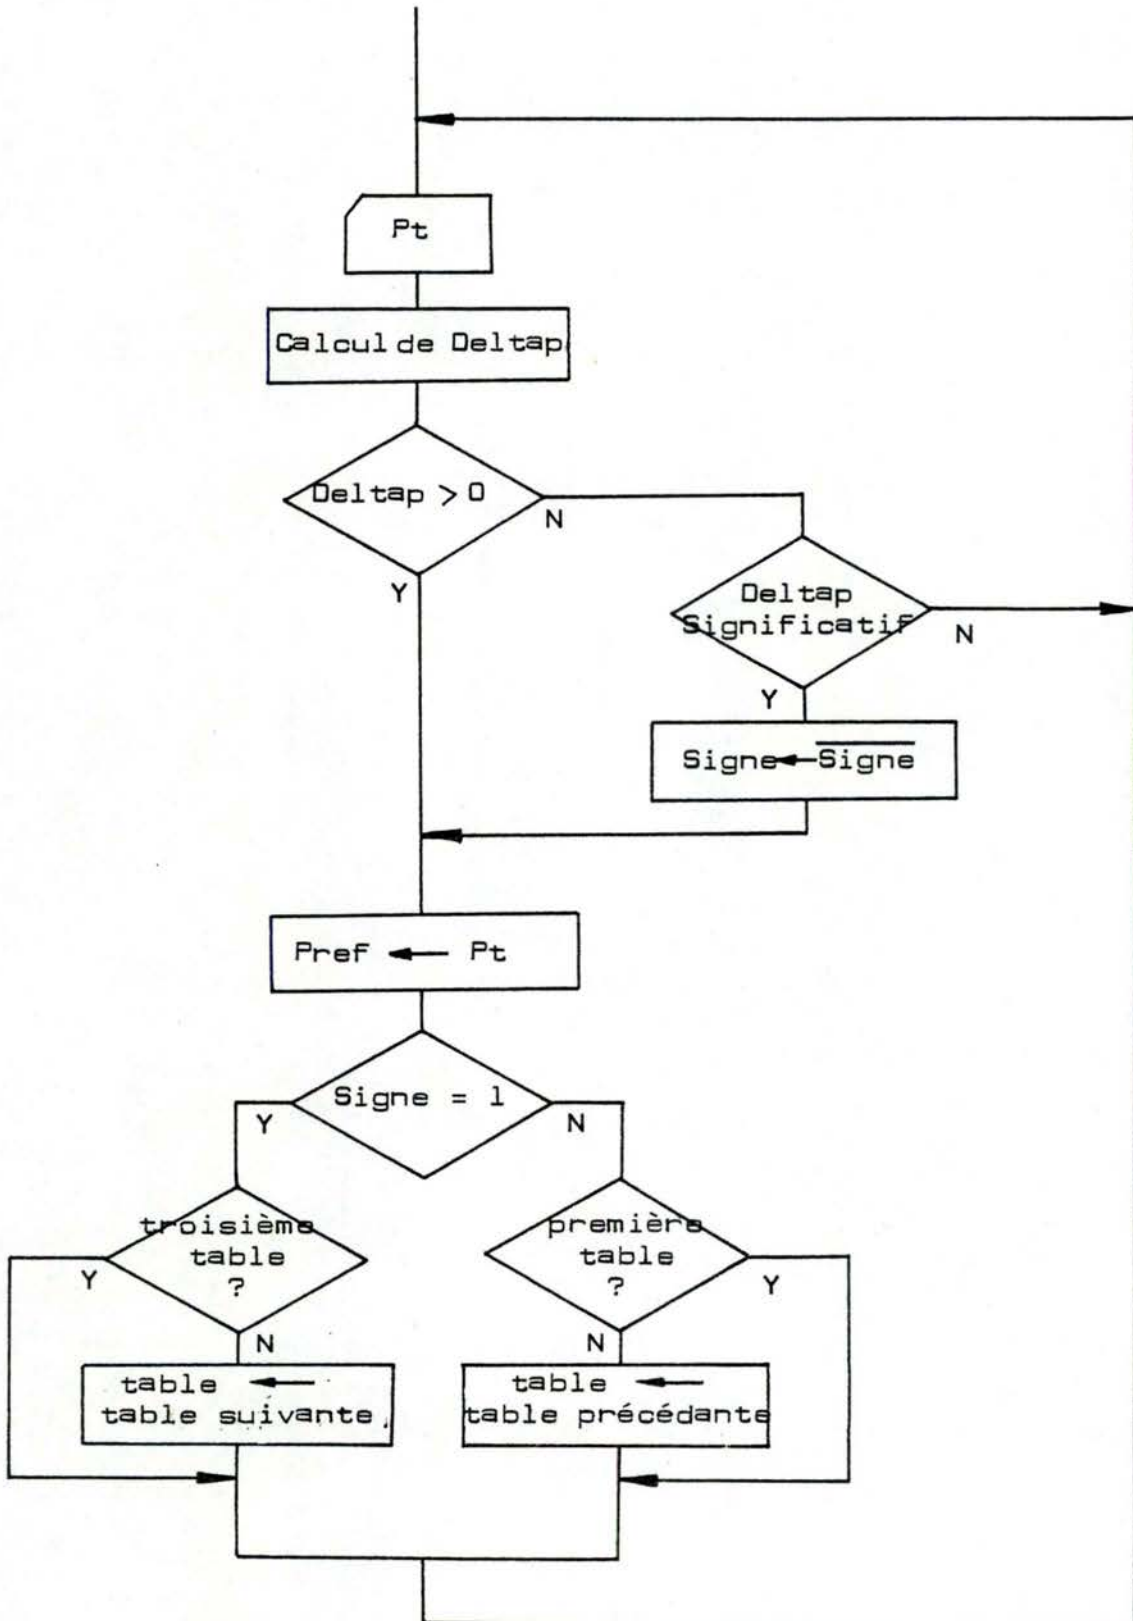 Pt
Calcul de Deltap
Deltap > 0
N
Y
Deltap
Significatif
N
Y
Signe ← S̅i̅g̅n̅e̅
Pref ← Pt
Signe = 1
Y
N
troisième
table
?
Y
N
première
table
?
Y
N
table ←
table suivante
table ←
table précédante